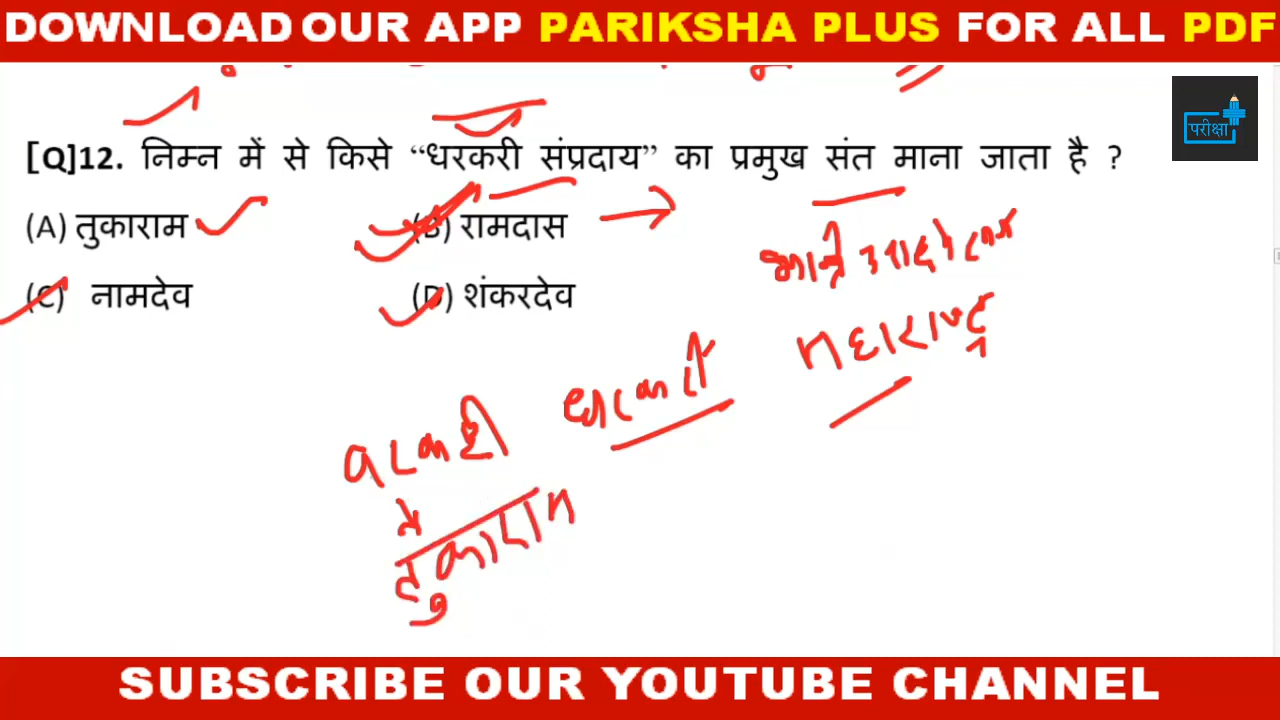 DOWNLOAD OUR APP PARIKSHA PLUS FOR ALL PDF
परीक्षा
[Q]12. निम्न में से किसे “धरकरी संप्रदाय” का प्रमुख संत माना जाता है ?
(A) तुकाराम (B) रामदास
(C) नामदेव (D) शंकरदेव
महाराष्ट्र
वरकरी
तुकाराम
SUBSCRIBE OUR YOUTUBE CHANNEL